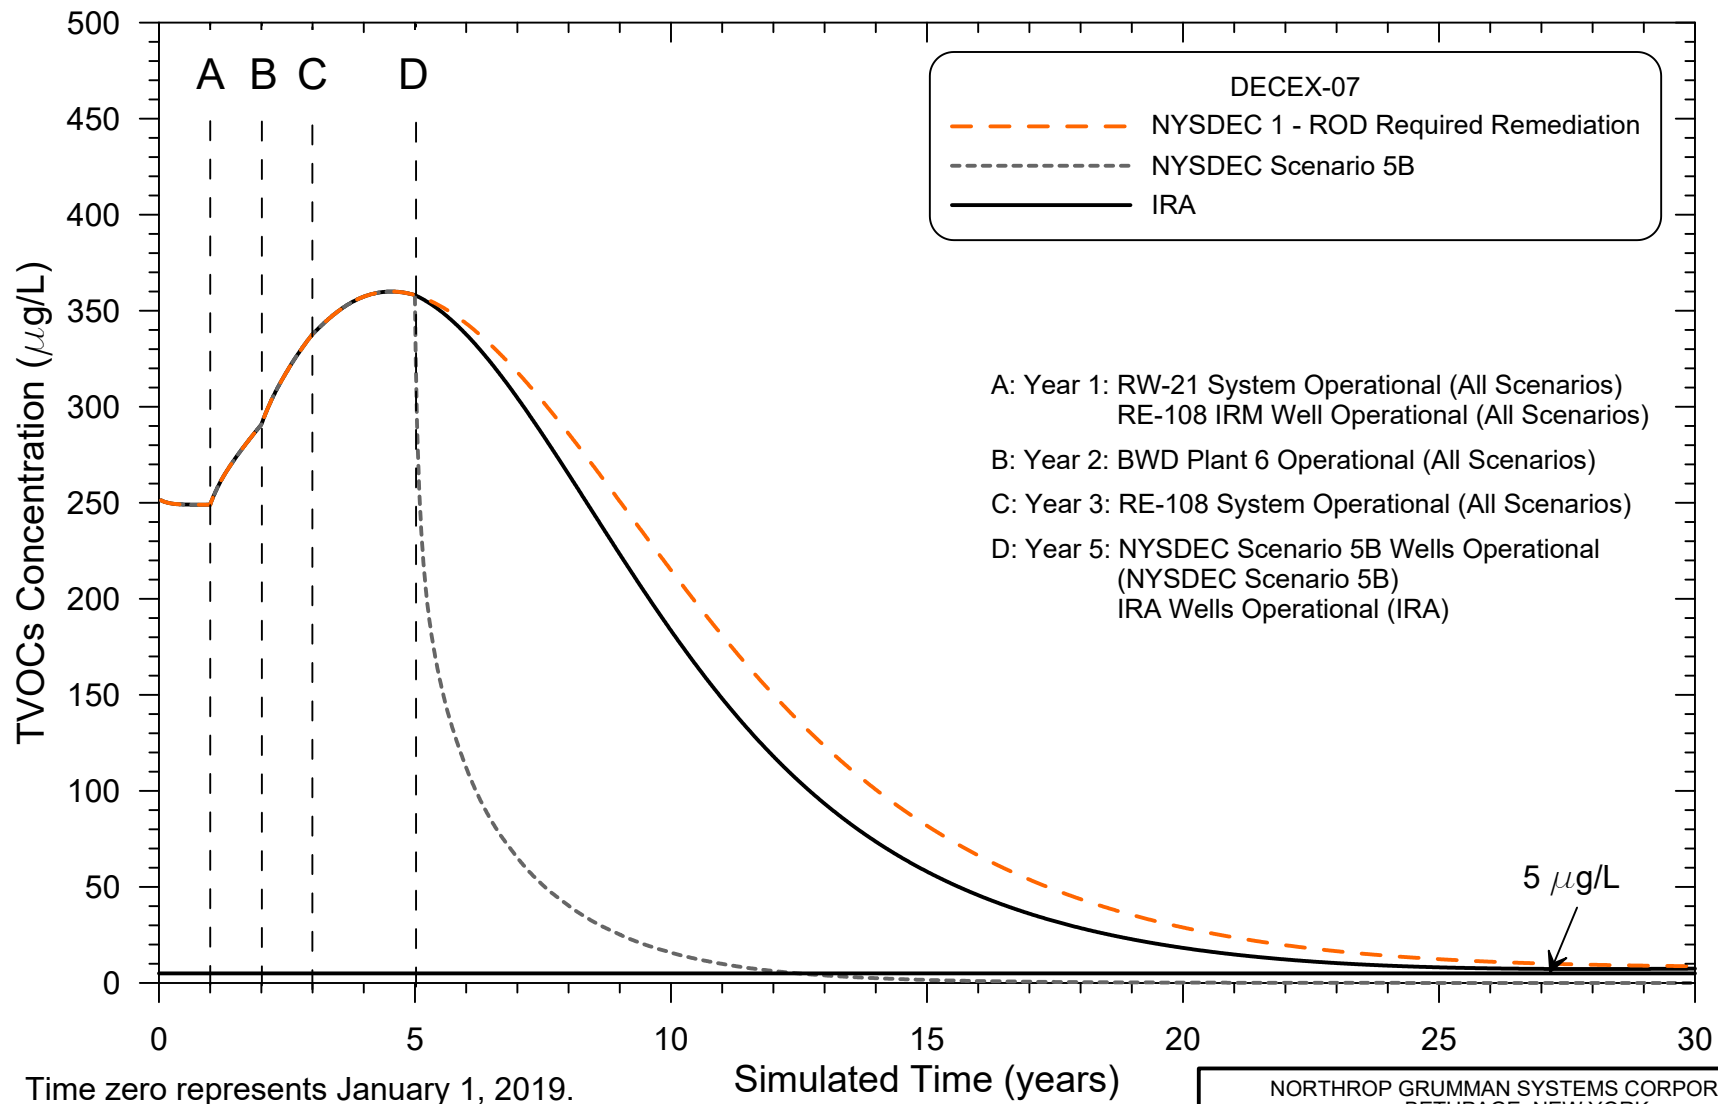 500
450
400
350
300
250
200
150
100
50
0
TVOCs Concentration (μg/L)
A B C D
DECEX-07
NYSDEC 1 - ROD Required Remediation
NYSDEC Scenario 5B
IRA
A: Year 1: RW-21 System Operational (All Scenarios)
RE-108 IRM Well Operational (All Scenarios)
B: Year 2: BWD Plant 6 Operational (All Scenarios)
C: Year 3: RE-108 System Operational (All Scenarios)
D: Year 5: NYSDEC Scenario 5B Wells Operational
(NYSDEC Scenario 5B)
IRA Wells Operational (IRA)
5 μg/L
0 5 10 15 20 25 30
Simulated Time (years)
Time zero represents January 1, 2019.
NORTHROP GRUMMAN SYSTEMS CORPOR
BETHPAGE, NEW YORK